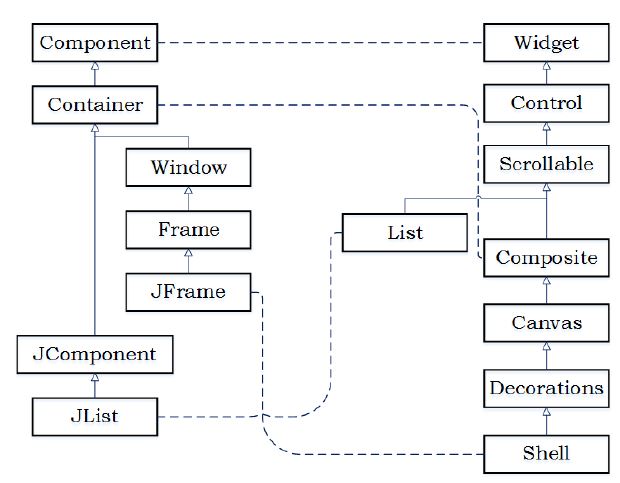 Component
Widget
Container
Control
Window
Scrollable
Frame
List
Composite
JFrame
Canvas
JComponent
Decorations
JList
Shell